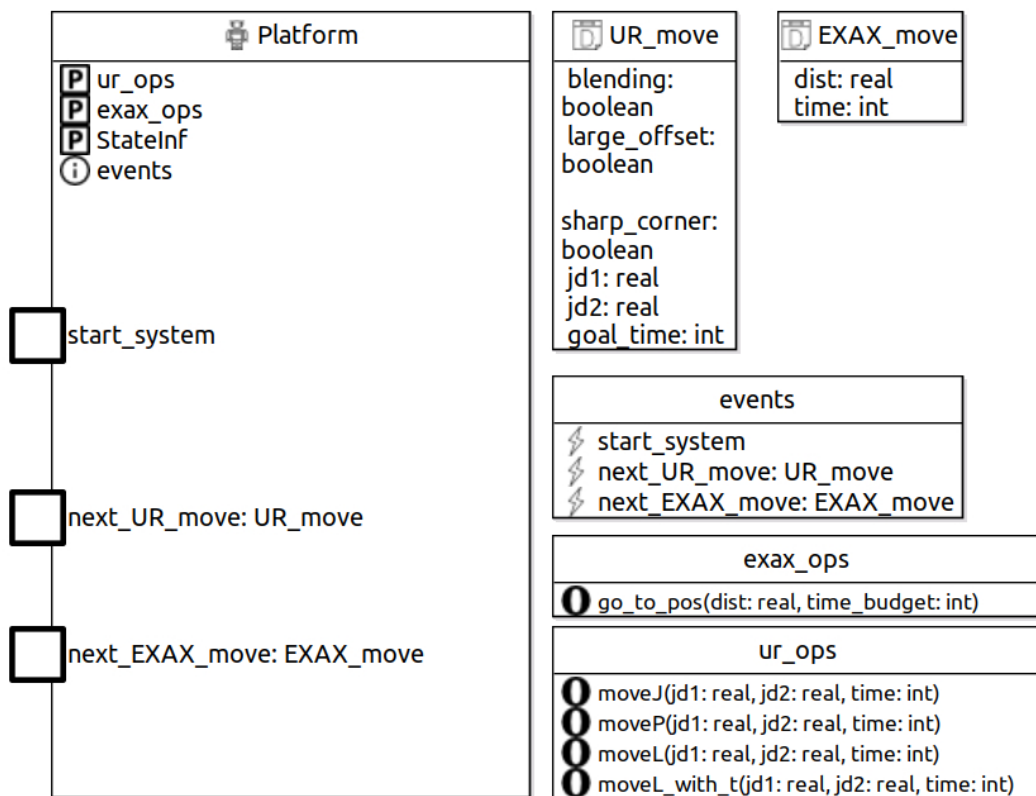 Platform
P ur_ops
P exax_ops
P StateInf
i events
start_system
next_UR_move: UR_move
next_EXAX_move: EXAX_move
D UR_move
blending:
boolean
large_offset:
boolean
sharp_corner:
boolean
jd1: real
jd2: real
goal_time: int
D EXAX_move
dist: real
time: int
events
start_system
next_UR_move: UR_move
next_EXAX_move: EXAX_move
exax_ops
O go_to_pos(dist: real, time_budget: int)
ur_ops
O moveJ(jd1: real, jd2: real, time: int)
O moveP(jd1: real, jd2: real, time: int)
O moveL(jd1: real, jd2: real, time: int)
O moveL_with_t(jd1: real, jd2: real, time: int)